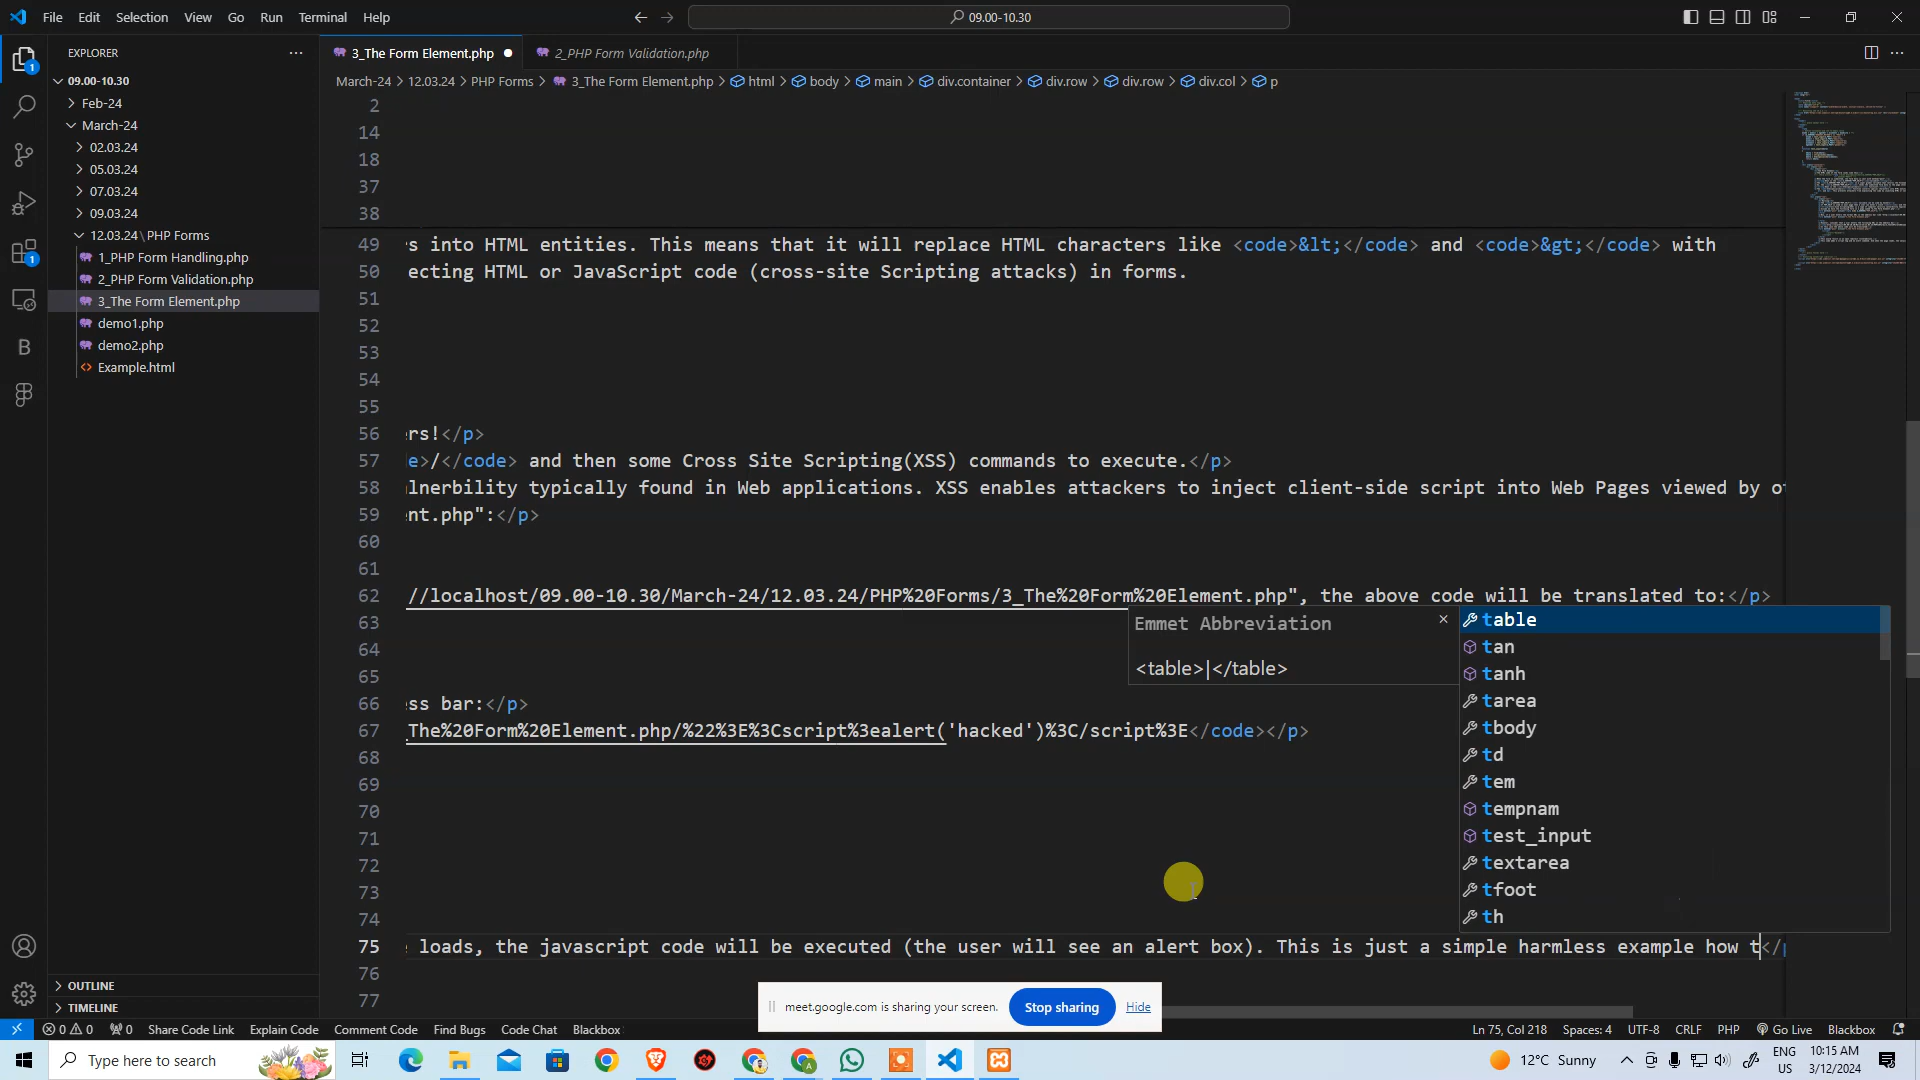 File Edit Selection View Go Run Terminal Help
09.00-10.30
EXPLORER
3_The Form Element.php
2_PHP Form Validation.php
March-24 > 12.03.24 > PHP Forms > 3_The Form Element.php > html > body > main > div.container > div.row > div.row > div.col > p
09.00-10.30
Feb-24
March-24
02.03.24
05.03.24
07.03.24
09.03.24
12.03.24\PHP Forms
1_PHP Form Handling.php
2_PHP Form Validation.php
3_The Form Element.php
demo1.php
demo2.php
Example.html
OUTLINE
TIMELINE
2
14
18
37
38
49 rs into HTML entities. This means that it will replace HTML characters like <code>&lt;</code> and <code>&gt;</code> with
50 ecting HTML or JavaScript code (cross-site Scripting attacks) in forms.
51
52
53
54
55
56 ers!</p>
57 e>/</code> and then some Cross Site Scripting(XSS) commands to execute.</p>
58 lnerbility typically found in Web applications. XSS enables attackers to inject client-side script into Web Pages viewed by ot
59 nt.php":</p>
60
61
62 //localhost/09.00-10.30/March-24/12.03.24/PHP%20Forms/3_The%20Form%20Element.php", the above code will be translated to:</p>
63
64
65
66 ss bar:</p>
67 _The%20Form%20Element.php/%22%3E%3Cscript%3ealert('hacked')%3C/script%3E</code></p>
68
69
70
71
72
73
74
75 e loads, the javascript code will be executed (the user will see an alert box). This is just a simple harmless example how t</p
76
77
Emmet Abbreviation
<table>|</table>
table
tan
tanh
tarea
tbody
td
tem
tempnam
test_input
textarea
tfoot
th
meet.google.com is sharing your screen. Stop sharing Hide
0 0 0 Share Code Link Explain Code Comment Code Find Bugs Code Chat Blackbox
Ln 75, Col 218 Spaces: 4 UTF-8 CRLF PHP Go Live Blackbox
Type here to search
12°C Sunny
ENG
US
10:15 AM
3/12/2024